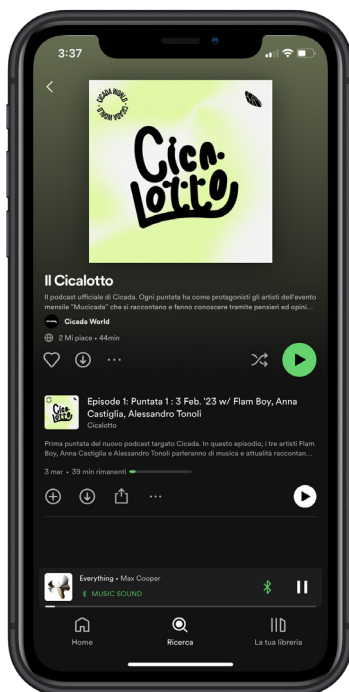 3:37
CICADA WORLD · CICADA WORLD ·
Cica.
Lotto
Il Cicalotto
Il podcast ufficiale di Cicada. Ogni puntata ha come protagonisti gli artisti dell'evento
mensile "Muzicada" che si raccontano e fanno conoscere tramite pensieri ed opini...
Cicada World
2 Mi piace • 44min
Cica.
Lotto
Episode 1: Puntata 1 : 3 Feb. '23 w/ Flam Boy, Anna
Castiglia, Alessandro Tonoli
Cicalotto
Prima puntata del nuovo podcast targato Cicada. In questo episodio, i tre artisti Flam
Boy, Anna Castiglia e Alessandro Tonoli parleranno di musica e attualità raccontan...
3 mar • 39 min rimanenti
Everything • Max Cooper
MUSIC SOUND
Home
Ricerca
La tua libreria